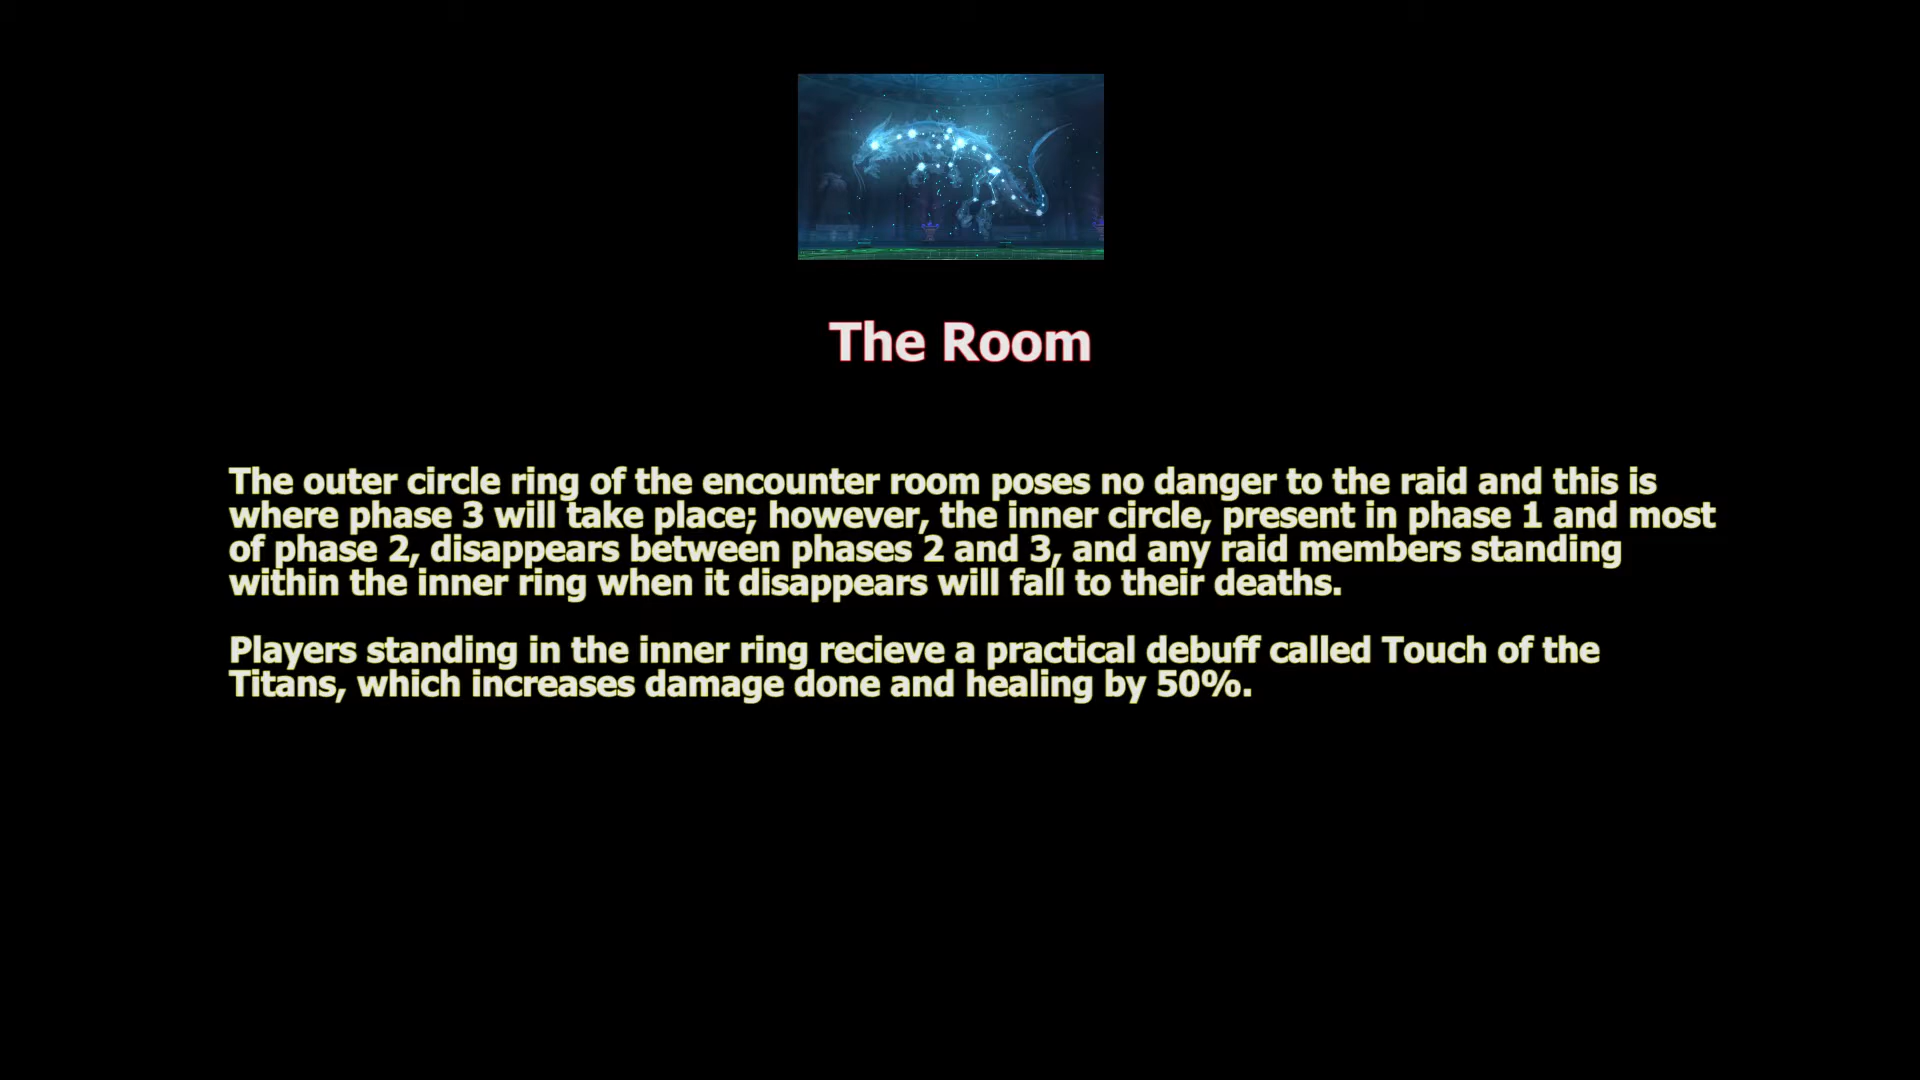 The Room
The outer circle ring of the encounter room poses no danger to the raid and this is
where phase 3 will take place; however, the inner circle, present in phase 1 and most
of phase 2, disappears between phases 2 and 3, and any raid members standing
within the inner ring when it disappears will fall to their deaths.
Players standing in the inner ring recieve a practical debuff called Touch of the
Titans, which increases damage done and healing by 50%.